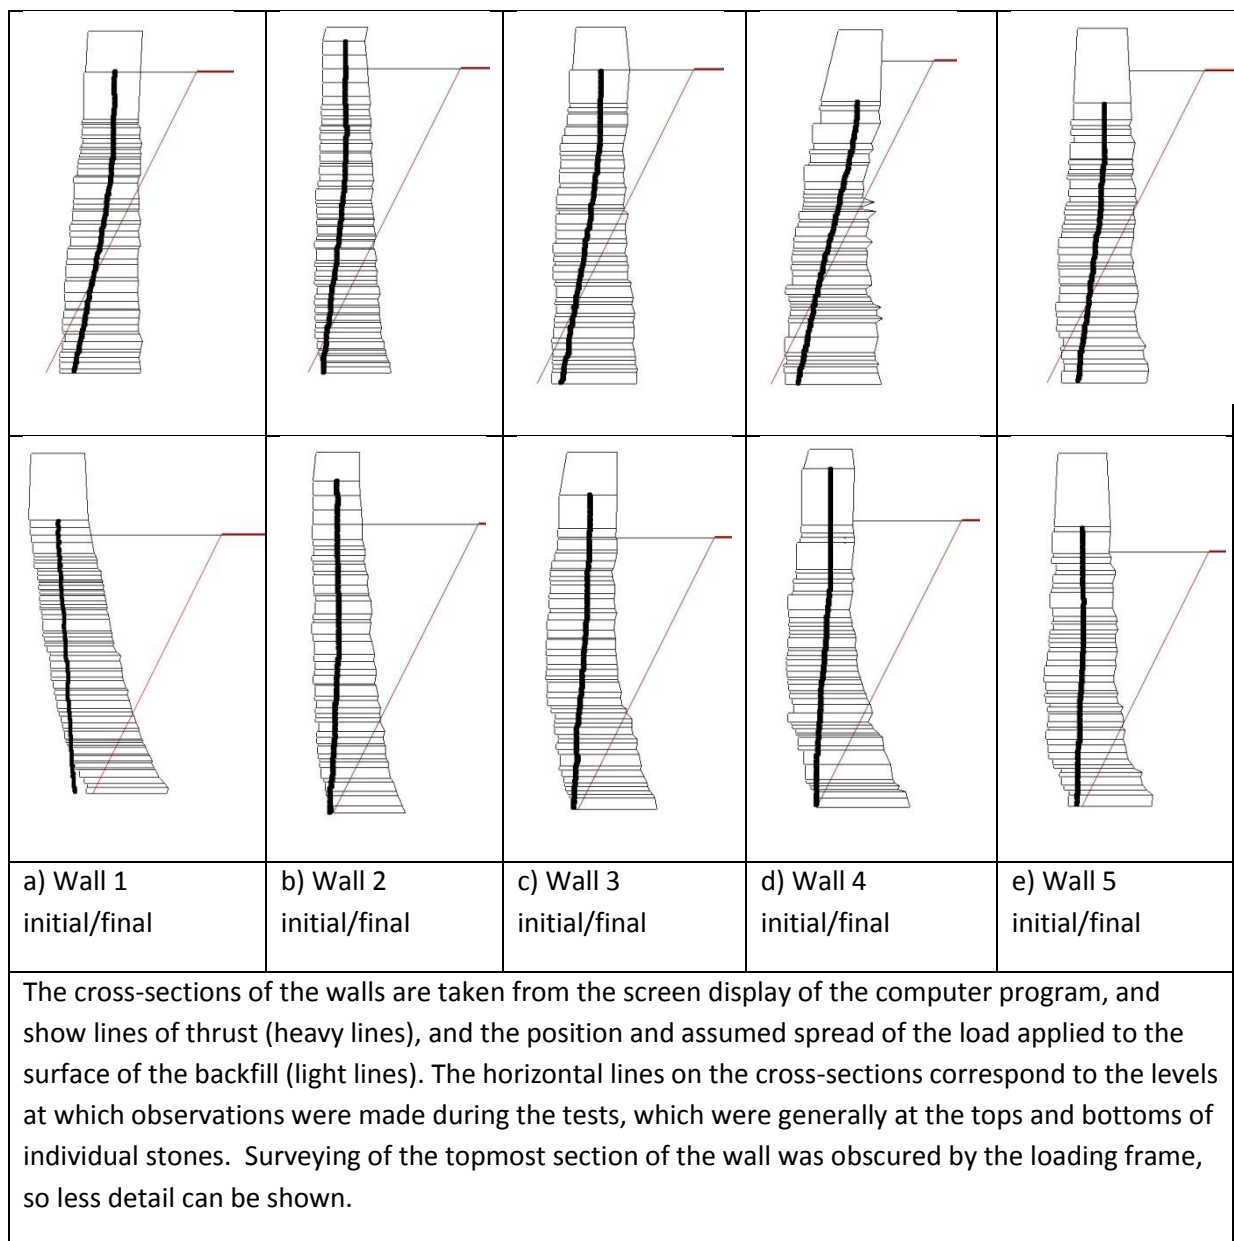 a) Wall 1
initial/final
b) Wall 2
initial/final
c) Wall 3
initial/final
d) Wall 4
initial/final
e) Wall 5
initial/final
The cross-sections of the walls are taken from the screen display of the computer program, and
show lines of thrust (heavy lines), and the position and assumed spread of the load applied to the
surface of the backfill (light lines). The horizontal lines on the cross-sections correspond to the levels
at which observations were made during the tests, which were generally at the tops and bottoms of
individual stones.  Surveying of the topmost section of the wall was obscured by the loading frame,
so less detail can be shown.